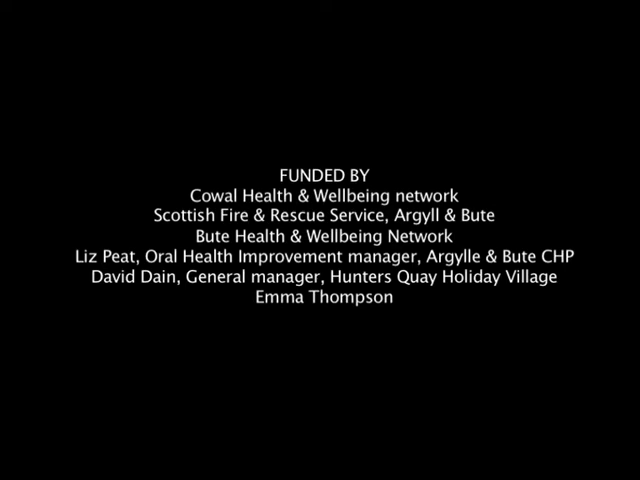 FUNDED BY
Cowal Health & Wellbeing network
Scottish Fire & Rescue Service, Argyll & Bute
Bute Health & Wellbeing Network
Liz Peat, Oral Health Improvement manager, Argylle & Bute CHP
David Dain, General manager, Hunters Quay Holiday Village
Emma Thompson